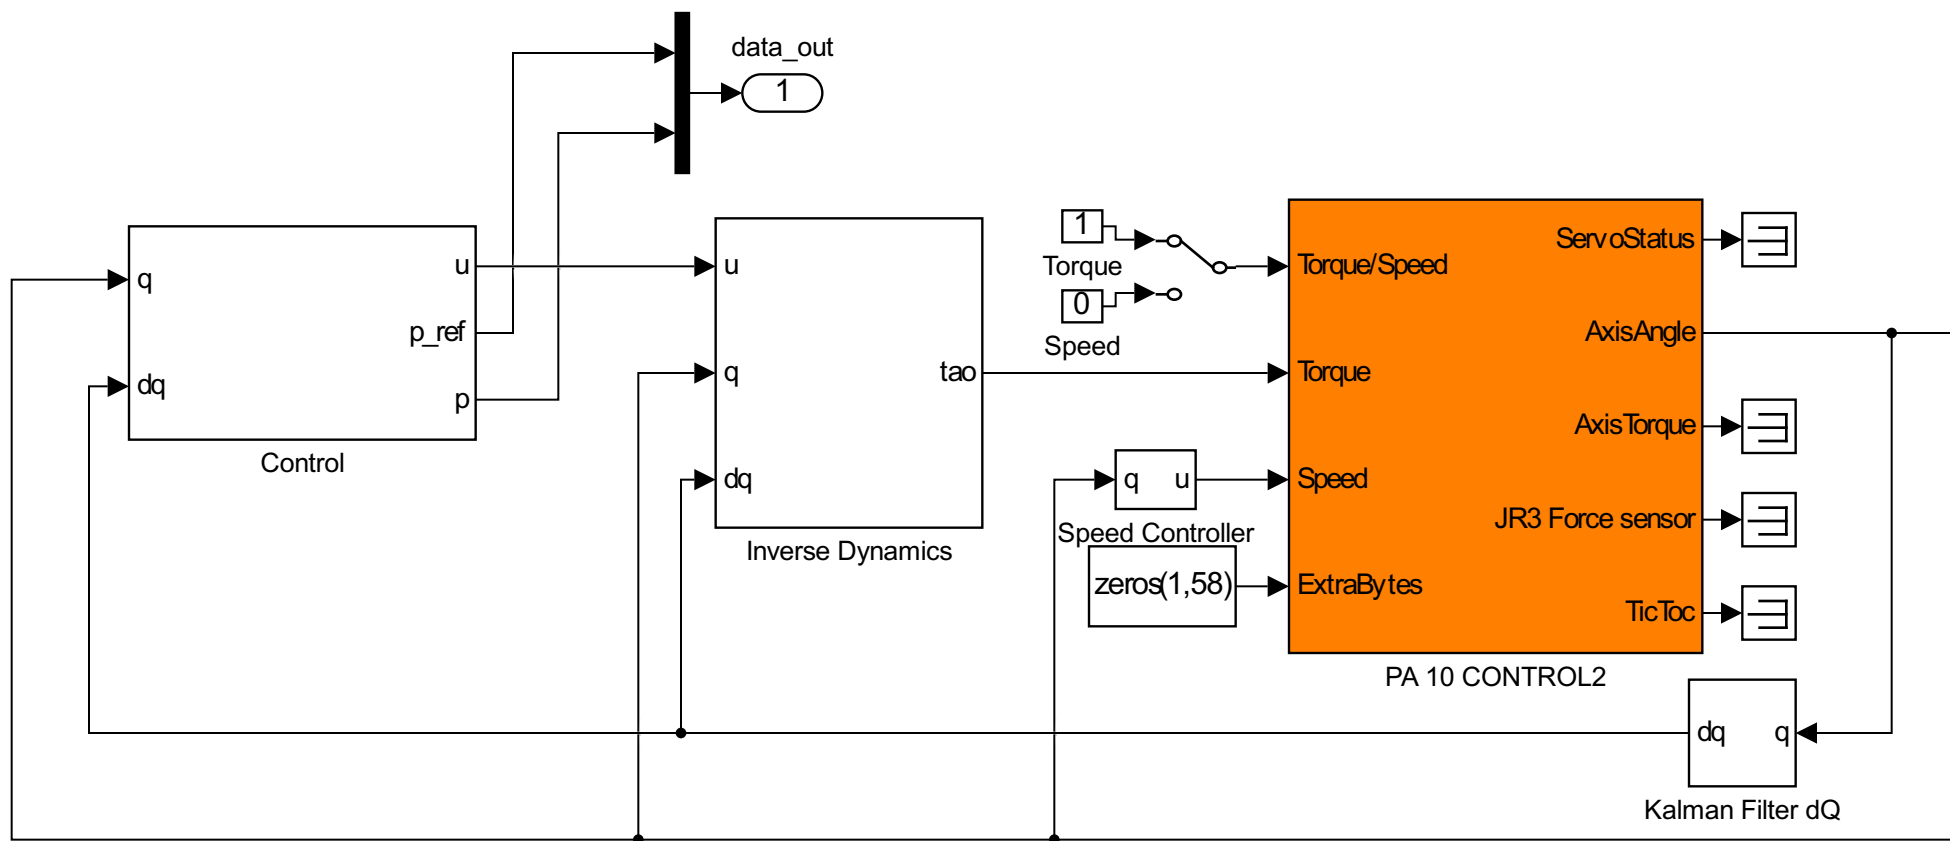 data_out
1
q
dq
u
p_ref
p
Control
u
q
dq
tao
Inverse Dynamics
1
Torque
0
Speed
q
u
Speed Controller
zeros(1,58)
Torque/Speed
Torque
Speed
ExtraBytes
ServoStatus
AxisAngle
AxisTorque
JR3 Force sensor
TicToc
PA 10 CONTROL2
dq
q
Kalman Filter dQ